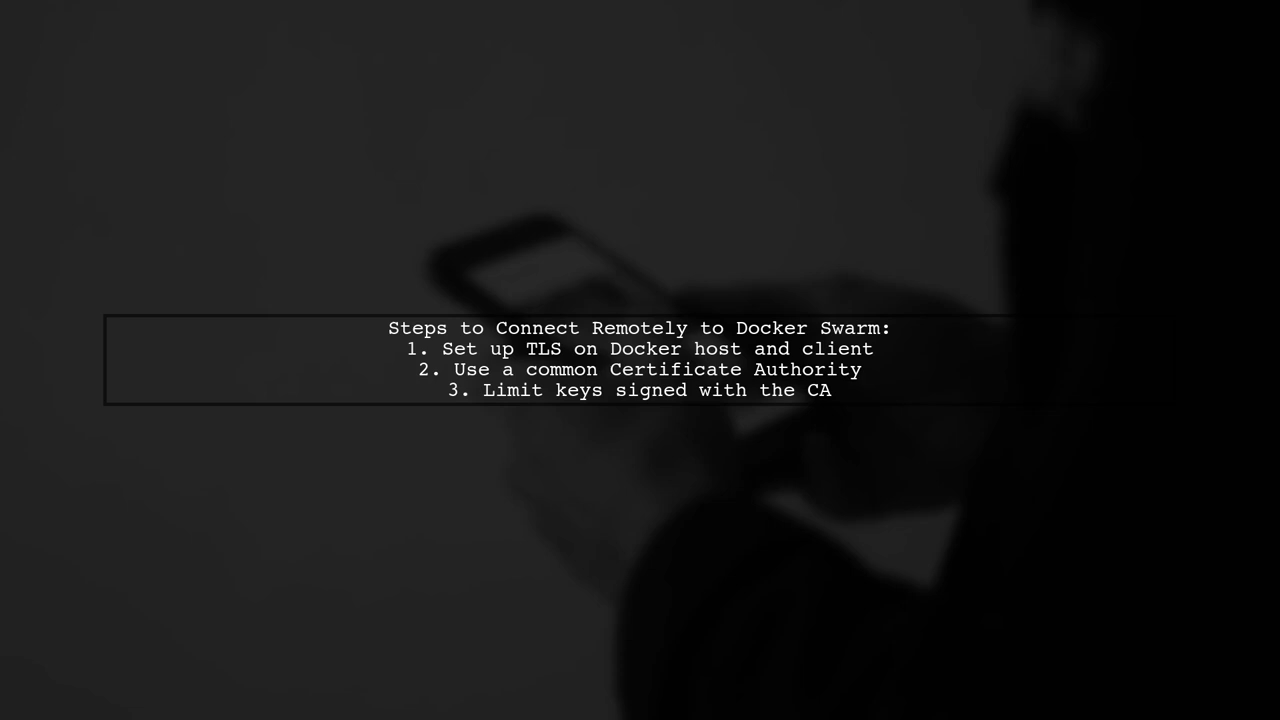 Steps to Connect Remotely to Docker Swarm:
1. Set up TLS on Docker host and client
2. Use a common Certificate Authority
3. Limit keys signed with the CA